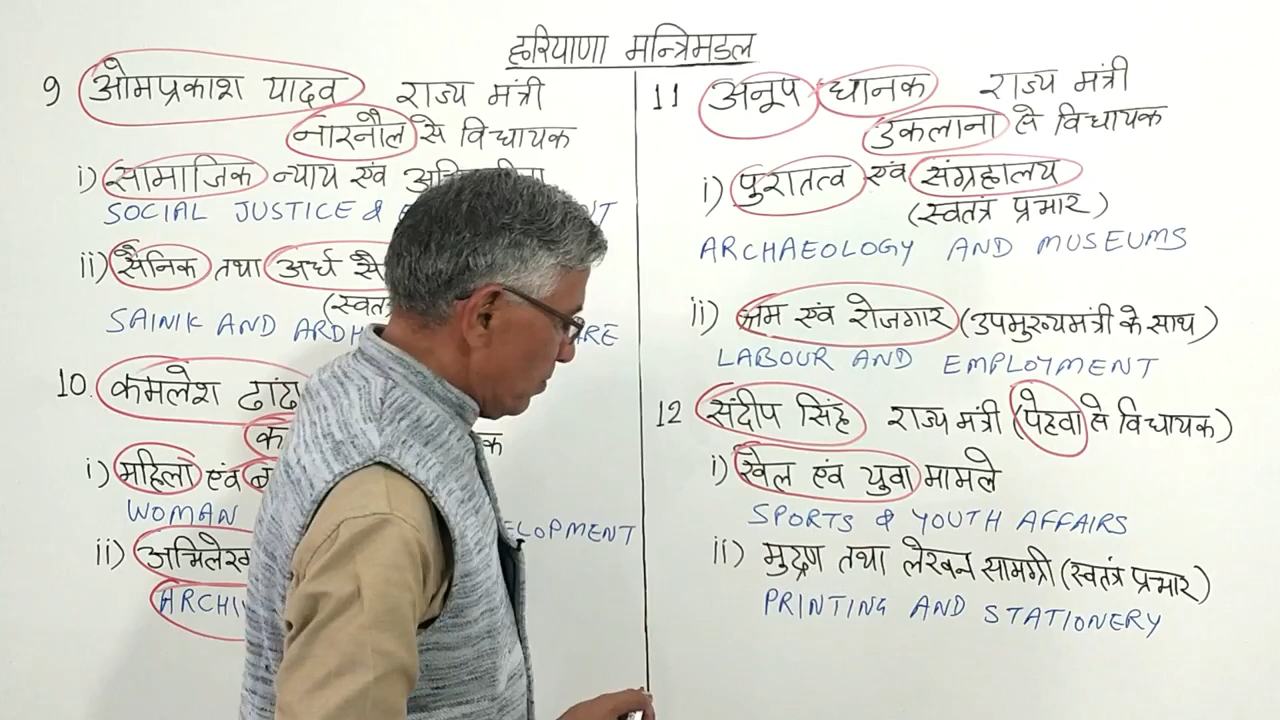 हरियाणा मन्त्रिमडल
9 ओमप्रकाश यादव राज्य मंत्री
नारनौल से विधायक
i) सामाजिक न्याय एवं
SOCIAL JUSTICE &
ii) सैनिक तथा अर्ध
(स्वतं
SAINIK AND ARDH
10. कमलेश ढांढ
i) महिला एवं
WOMAN ELOPMENT
ii) अभिलेख
ARCHI
11 अनूप धानक राज्य मंत्री
उकलाना से विधायक
i) पुरातत्व एवं संग्रहालय
(स्वतंत्र प्रभार)
ARCHAEOLOGY AND MUSEUMS
ii) श्रम एवं रोजगार (उपमुख्यमंत्री के साथ)
LABOUR AND EMPLOYMENT
12 संदीप सिंह राज्य मंत्री (पेहवा से विधायक)
i) खेल एवं युवा मामले
SPORTS & YOUTH AFFAIRS
ii) मुद्रण तथा लेखन सामग्री (स्वतंत्र प्रभार)
PRINTING AND STATIONERY